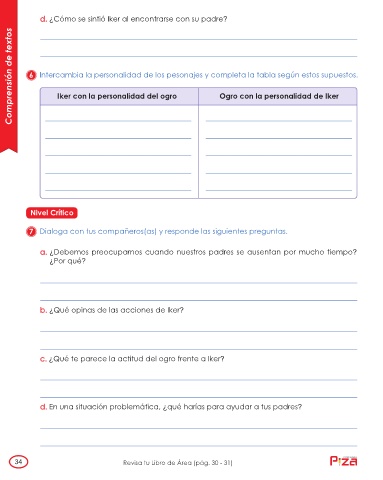 d. ¿Cómo se sintió Iker al encontrarse con su padre?
Comprensión de textos
6 Intercambia la personalidad de los pesonajes y completa la tabla según estos supuestos.
Iker con la personalidad del ogro
Ogro con la personalidad de Iker
Nivel Crítico
7 Dialoga con tus compañeros(as) y responde las siguientes preguntas.
a. ¿Debemos preocuparnos cuando nuestros padres se ausentan por mucho tiempo?
¿Por qué?
b. ¿Qué opinas de las acciones de Iker?
c. ¿Qué te parece la actitud del ogro frente a Iker?
d. En una situación problemática, ¿qué harías para ayudar a tus padres?
34
Revisa tu Libro de Área (pág. 30 - 31)